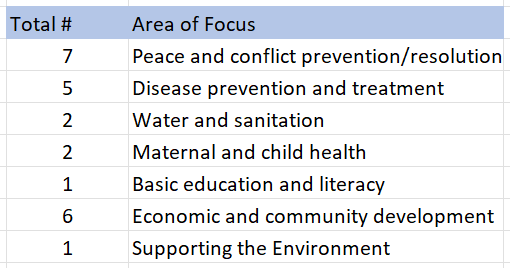 Total # Area of Focus
7 Peace and conflict prevention/resolution
5 Disease prevention and treatment
2 Water and sanitation
2 Maternal and child health
1 Basic education and literacy
6 Economic and community development
1 Supporting the Environment